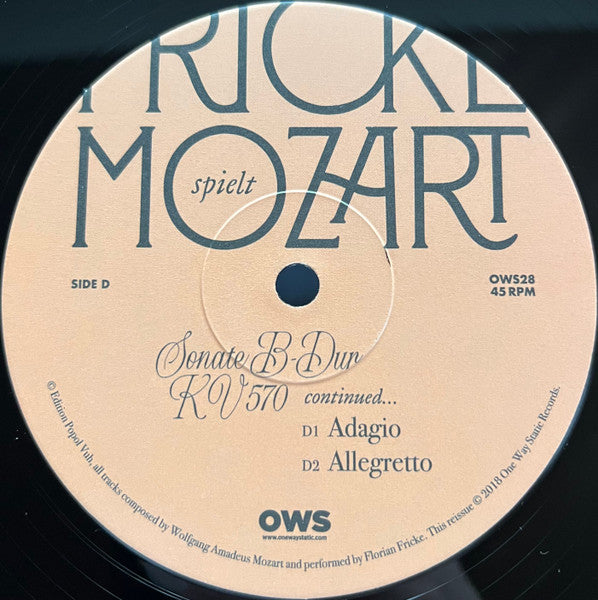 FRICKE
MOZART
spielt
SIDE D
OWS28
45 RPM
Sonate B-Dur
KV 570 continued...
D1 Adagio
D2 Allegretto
OWS
www.onewaystatic.com
© Edition Popol Vuh, all tracks composed by Wolfgang Amadeus Mozart and performed by Florian Fricke. This reissue © 2018 One Way Static Records.